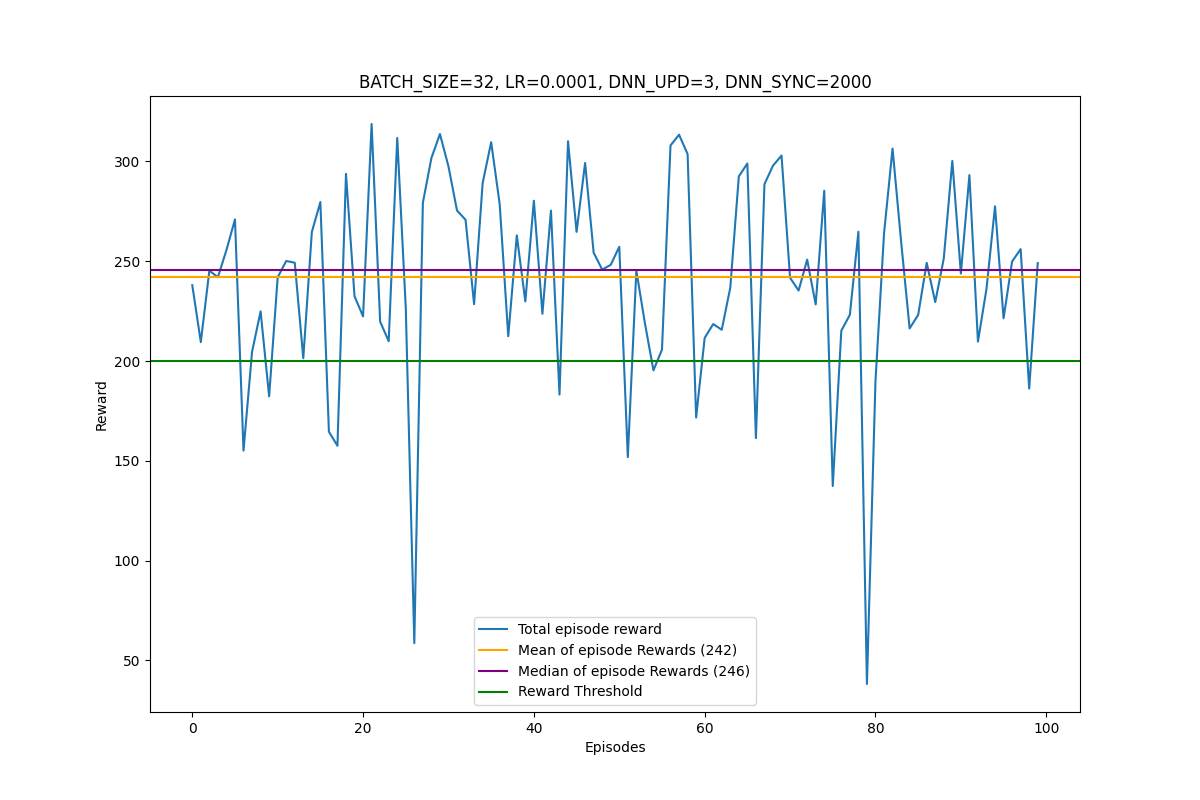 BATCH_SIZE=32, LR=0.0001, DNN_UPD=3, DNN_SYNC=2000
300
250
200
150
100
50
Reward
Total episode reward
Mean of episode Rewards (242)
Median of episode Rewards (246)
Reward Threshold
0 20 40 60 80 100
Episodes